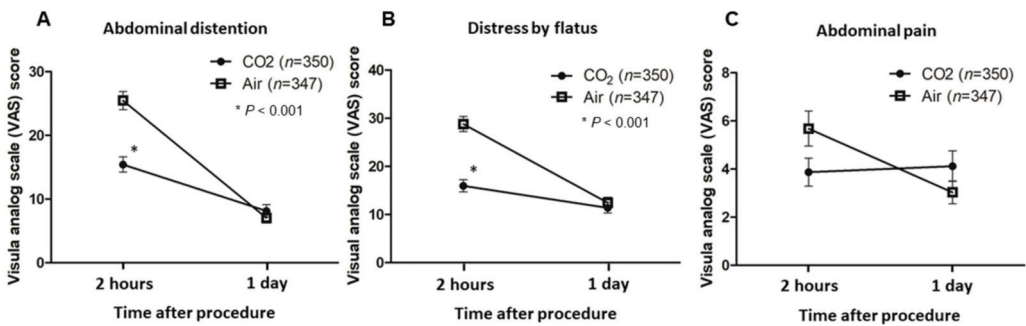 A
Abdominal distention
Visula analog scale (VAS) score
30
20
10
0
CO2 (n=350)
Air (n=347)
* P < 0.001
*
2 hours
1 day
Time after procedure
B
Distress by flatus
Visual analog scale (VAS) score
40
30
20
10
0
CO₂ (n=350)
Air (n=347)
* P < 0.001
*
2 hours
1 day
Time after procedure
C
Abdominal pain
Visula analog scale (VAS) score
8
6
4
2
0
CO2 (n=350)
Air (n=347)
2 hours
1 day
Time after procedure